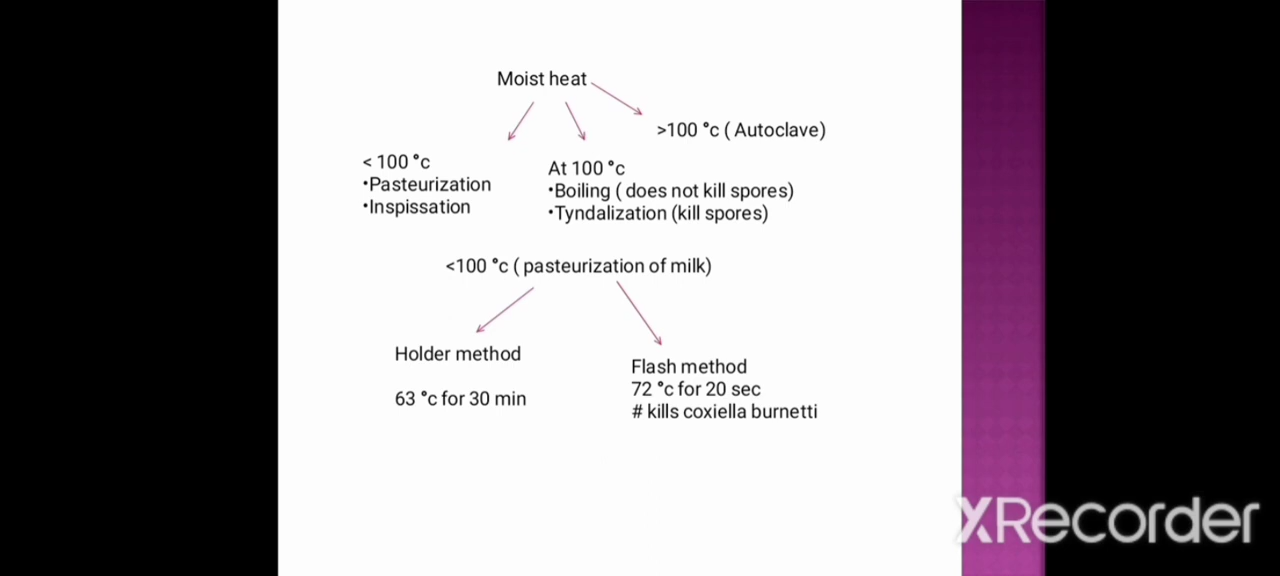 Moist heat
>100 °c ( Autoclave)
< 100 °c
•Pasteurization
•Inspissation
At 100 °c
•Boiling ( does not kill spores)
•Tyndalization (kill spores)
<100 °c ( pasteurization of milk)
Holder method
63 °c for 30 min
Flash method
72 °c for 20 sec
# kills coxiella burnetti
XRecorder